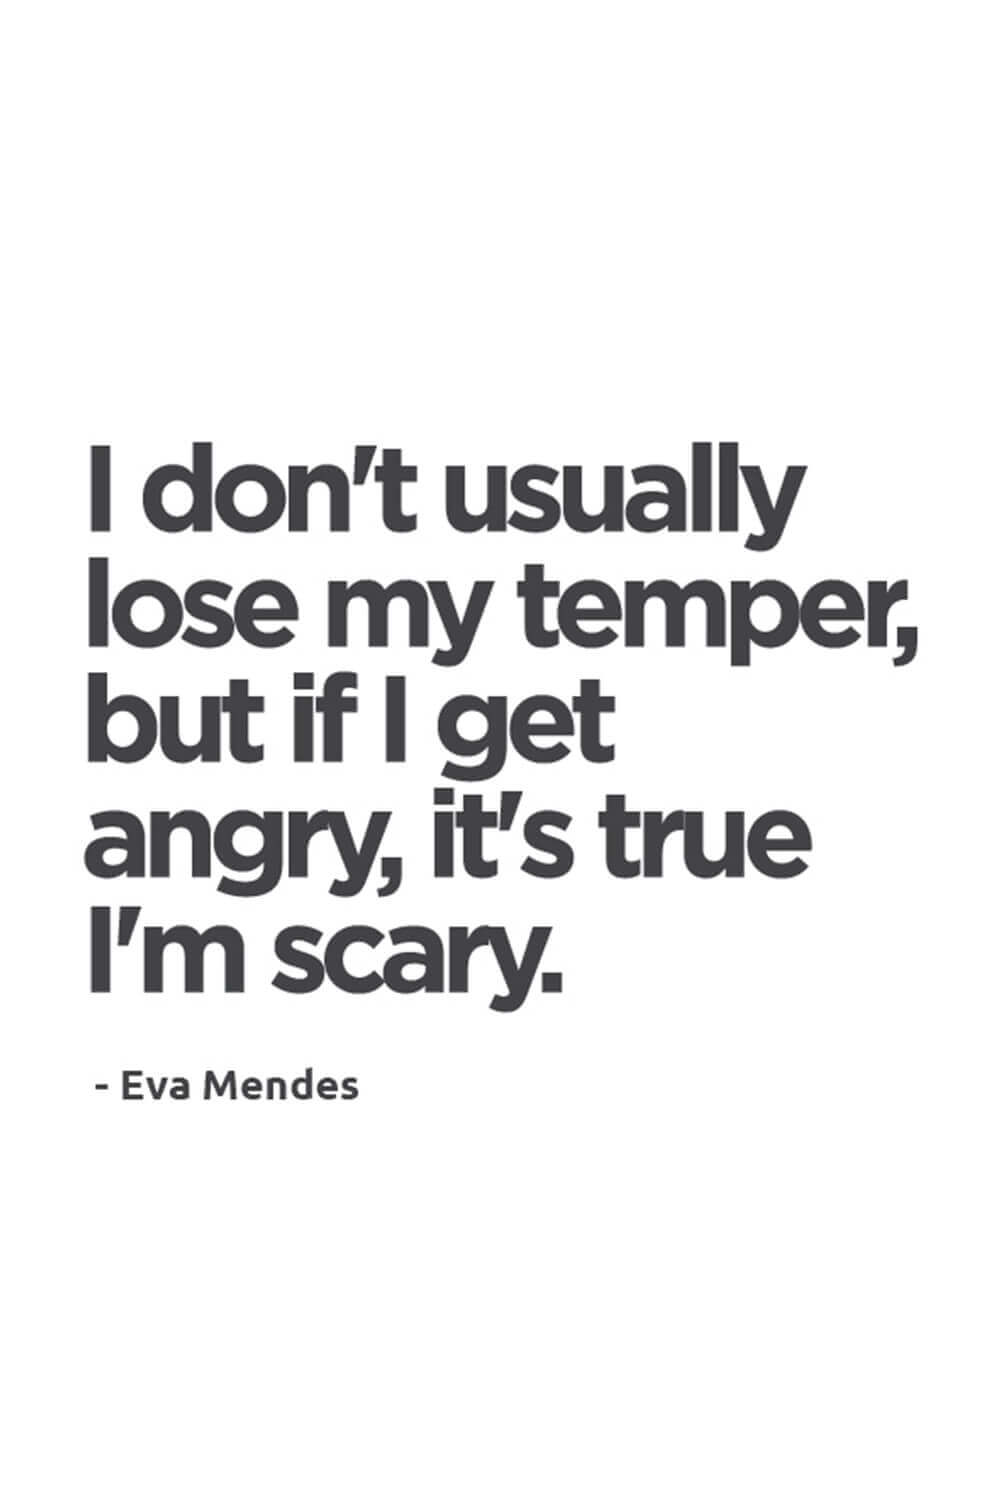 I don't usually
lose my temper,
but if I get
angry, it's true
I'm scary.
- Eva Mendes